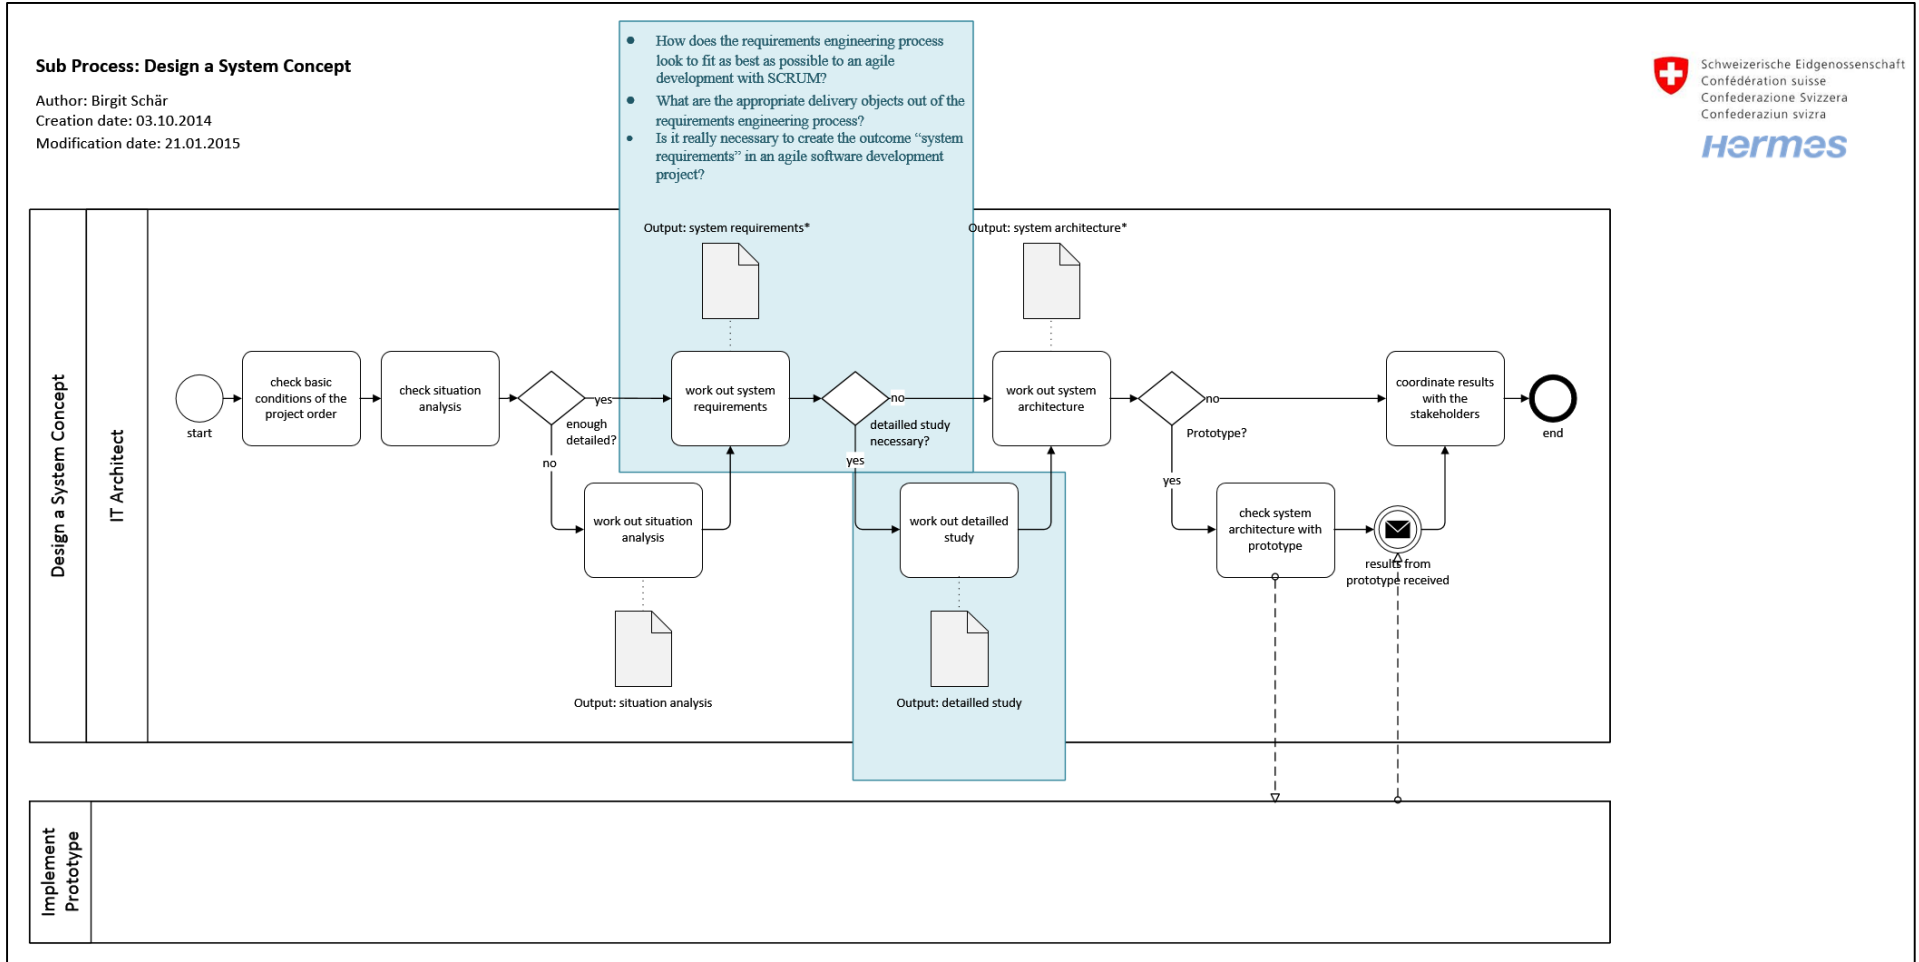 Sub Process: Design a System Concept
Author: Birgit Schär
Creation date: 03.10.2014
Modification date: 21.01.2015
● How does the requirements engineering process
look to fit as best as possible to an agile
development with SCRUM?
● What are the appropriate delivery objects out of the
requirements engineering process?
● Is it really necessary to create the outcome “system
requirements” in an agile software development
project?
Schweizerische Eidgenossenschaft
Confédération suisse
Confederazione Svizzera
Confederaziun svizra
Hermes
Design a System Concept
IT Architect
start
check basic
conditions of the
project order
check situation
analysis
enough
detailed?
yes
no
work out situation
analysis
Output: situation analysis
Output: system requirements*
work out system
requirements
detailled study
necessary?
no
yes
work out detailled
study
Output: detailled study
Output: system architecture*
work out system
architecture
Prototype?
no
yes
check system
architecture with
prototype
results from
prototype received
coordinate results
with the
stakeholders
end
Implement
Prototype